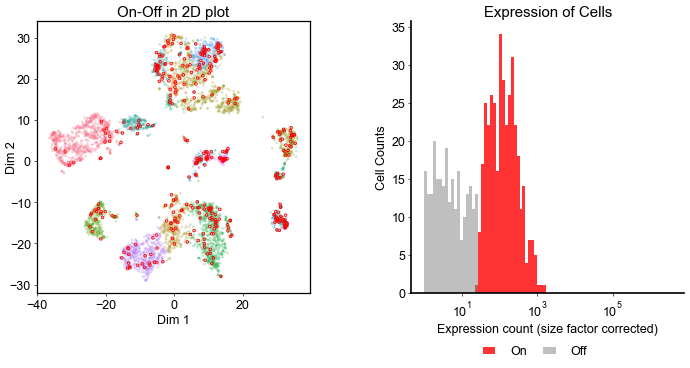 On-Off in 2D plot
Dim 2
30
20
10
0
−10
−20
−30
−40
−20
0
20
Dim 1
Expression of Cells
Cell Counts
35
30
25
20
15
10
5
0
10^1
10^3
10^5
Expression count (size factor corrected)
On
Off